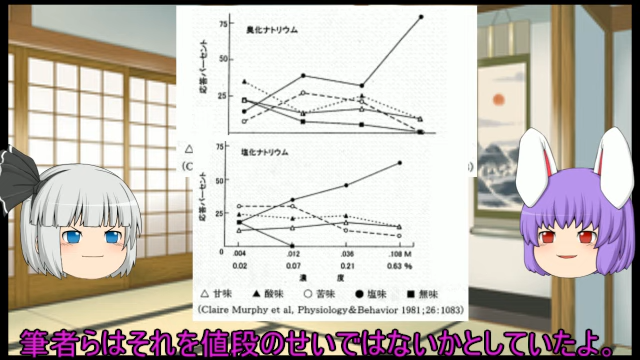 臭化ナトリウム
75
50
25
応答パーセント
塩化ナトリウム
75
50
25
0
応答パーセント
.004 .012 .036 .108 M
0.02 0.07 0.21 0.63 %
濃 度
△ 甘味 ▲ 酸味 ○ 苦味 ● 塩味 ■ 無味
(Claire Murphy et al, Physiology&Behavior 1981;26:1083)
筆者らはそれを値段のせいではないかとしていたよ。